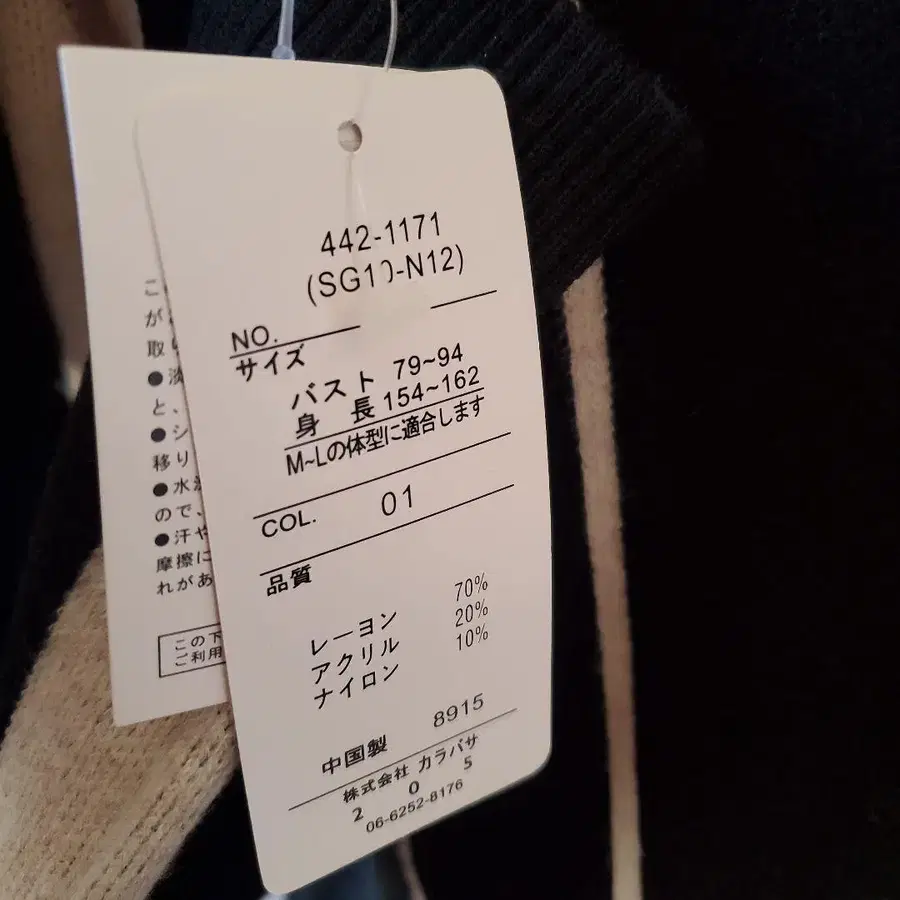 442-1171
(SG10-N12)
NO.
サイズ
バスト 79~94
身 長 154~162
M~Lの体型に適合します
COL. 01
品質
レーヨン 70%
アクリル 20%
ナイロン 10%
8915
中国製
株式会社 カラバサ
2 0 5
06-6252-8176
こ
が
取
●淡
と、
●シ
移り
●水
ので、
●汗や
摩擦に
れがあ
この下
ご利用